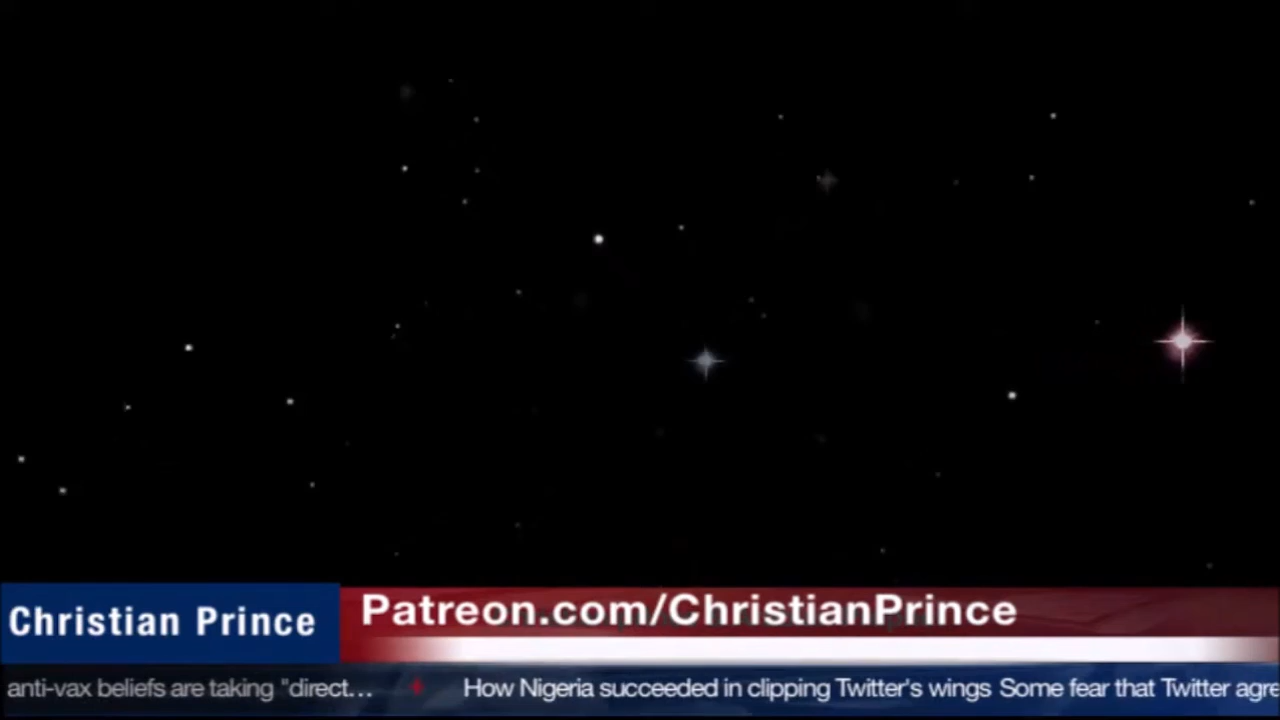 Christian Prince
Patreon.com/ChristianPrince
anti-vax beliefs are taking "direct... How Nigeria succeeded in clipping Twitter's wings Some fear that Twitter agre